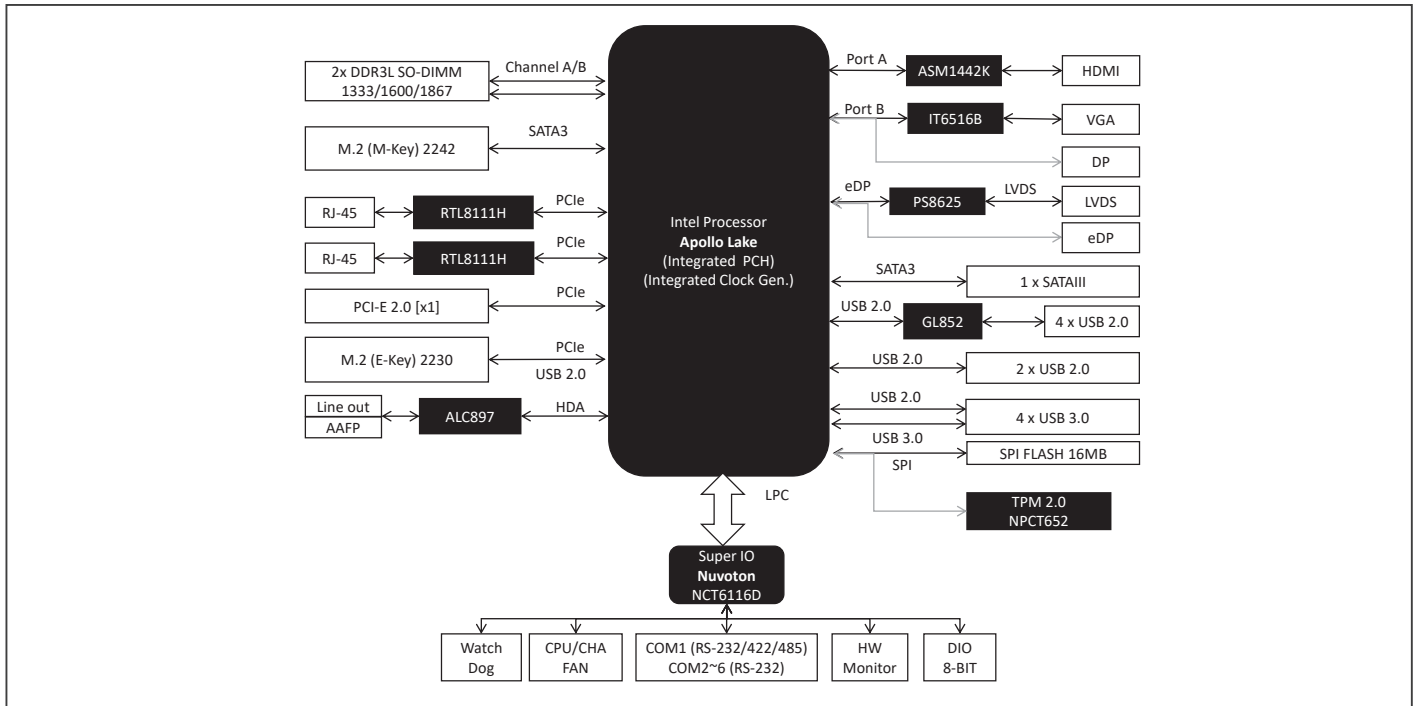 2x DDR3L SO-DIMM
1333/1600/1867
Channel A/B
M.2 (M-Key) 2242
SATA3
RJ-45
RTL8111H
PCIe
RJ-45
RTL8111H
PCIe
PCI-E 2.0 [x1]
PCIe
M.2 (E-Key) 2230
PCIe
USB 2.0
Line out
AAFP
ALC897
HDA
Intel Processor
Apollo Lake
(Integrated PCH)
(Integrated Clock Gen.)
Port A
ASM1442K
HDMI
Port B
IT6516B
VGA
DP
eDP
PS8625
LVDS
LVDS
eDP
SATA3
1 x SATAIII
USB 2.0
GL852
4 x USB 2.0
USB 2.0
2 x USB 2.0
USB 2.0
4 x USB 3.0
USB 3.0
SPI
SPI FLASH 16MB
TPM 2.0
NPCT652
LPC
Super IO
Nuvoton
NCT6116D
Watch
Dog
CPU/CHA
FAN
COM1 (RS-232/422/485)
COM2~6 (RS-232)
HW
Monitor
DIO
8-BIT